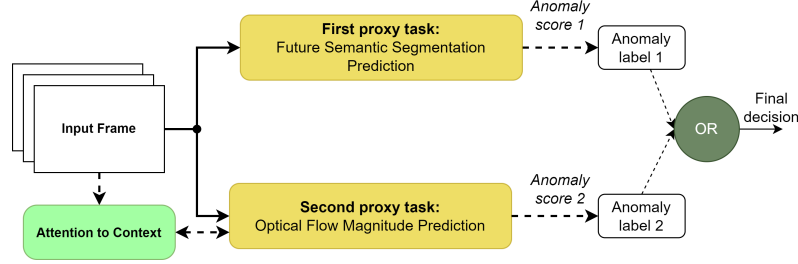 First proxy task:
Future Semantic Segmentation
Prediction
Anomaly
score 1
Anomaly
label 1
Input Frame
OR
Final
decision
Attention to Context
Second proxy task:
Optical Flow Magnitude Prediction
Anomaly
score 2
Anomaly
label 2